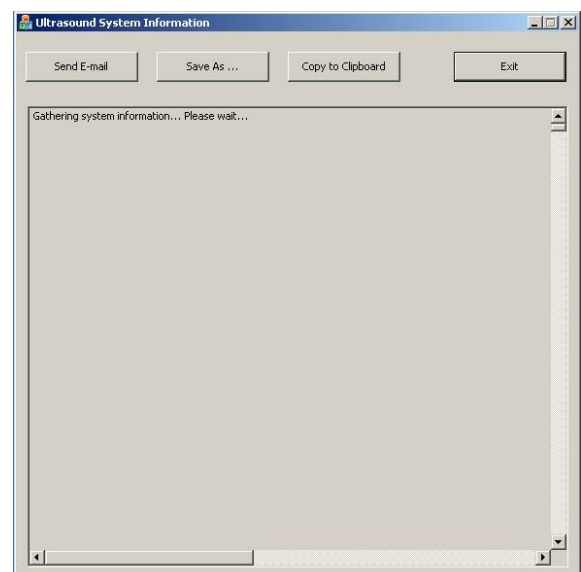 Ultrasound System Information
Send E-mail
Save As ...
Copy to Clipboard
Exit
Gathering system information... Please wait...